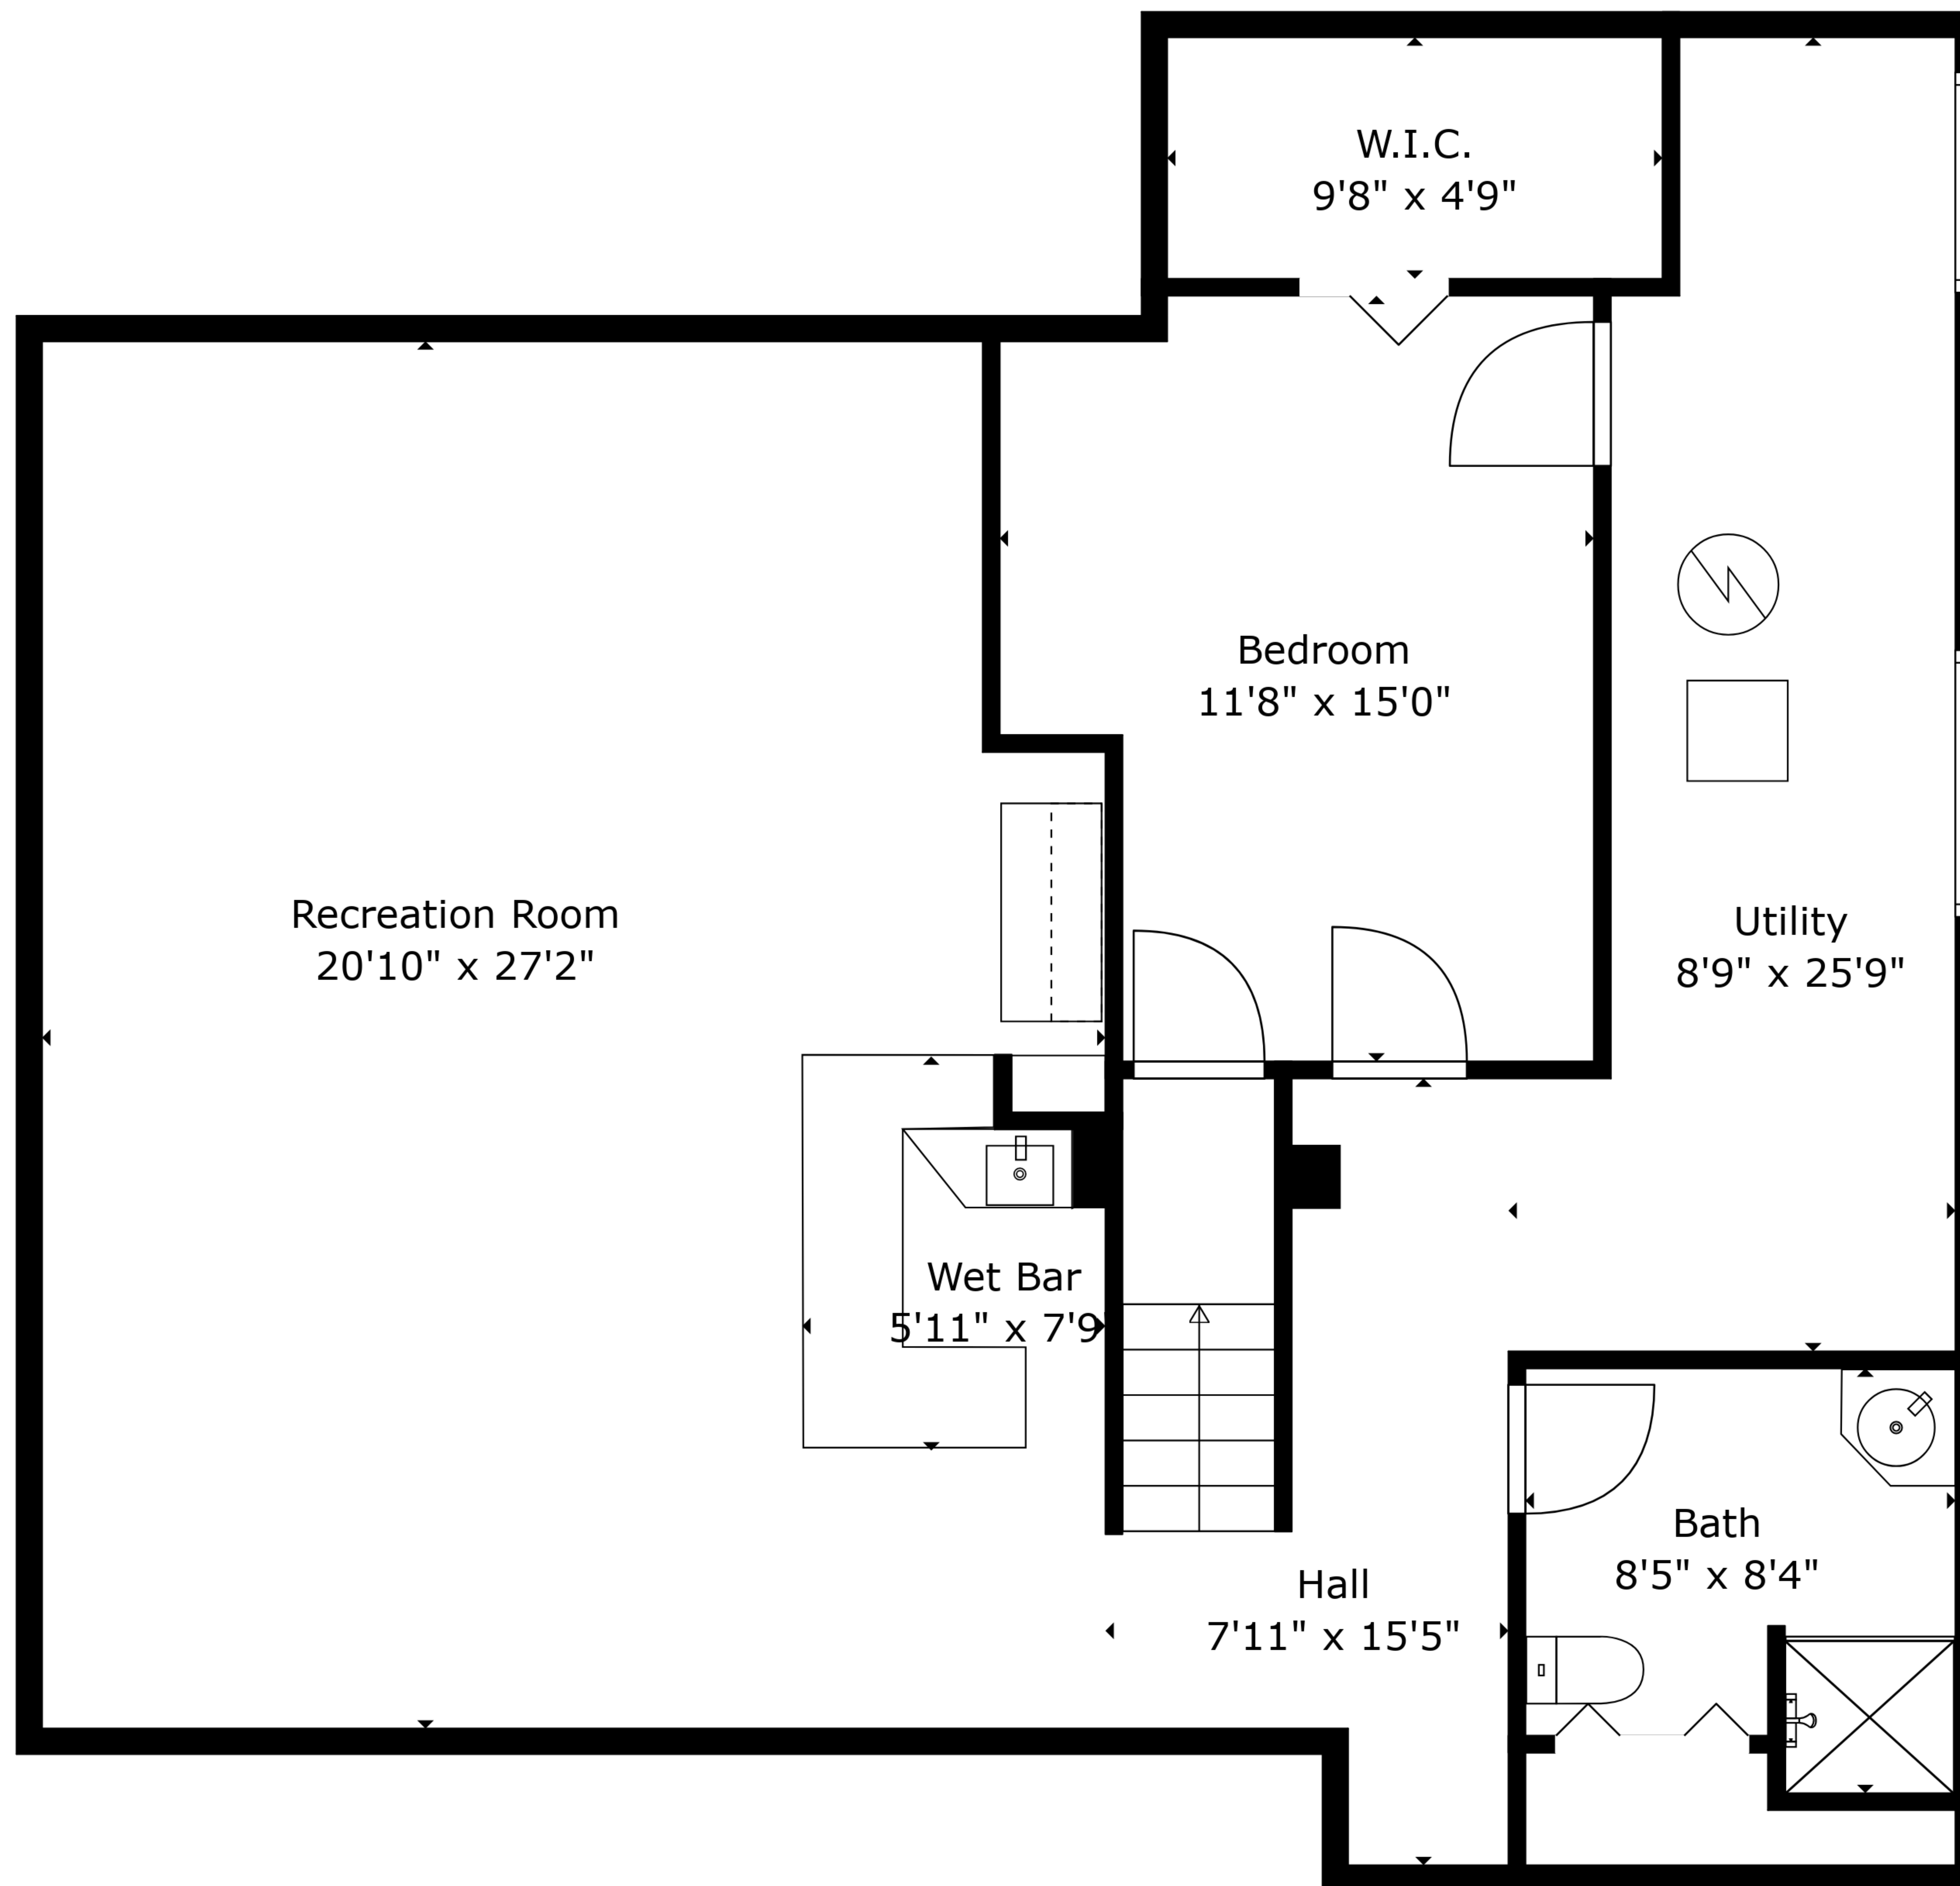 W.I.C.
9'8" x 4'9"
Bedroom
11'8" x 15'0"
Recreation Room
20'10" x 27'2"
Utility
8'9" x 25'9"
Wet Bar
5'11" x 7'9
Bath
8'5" x 8'4"
Hall
7'11" x 15'5"